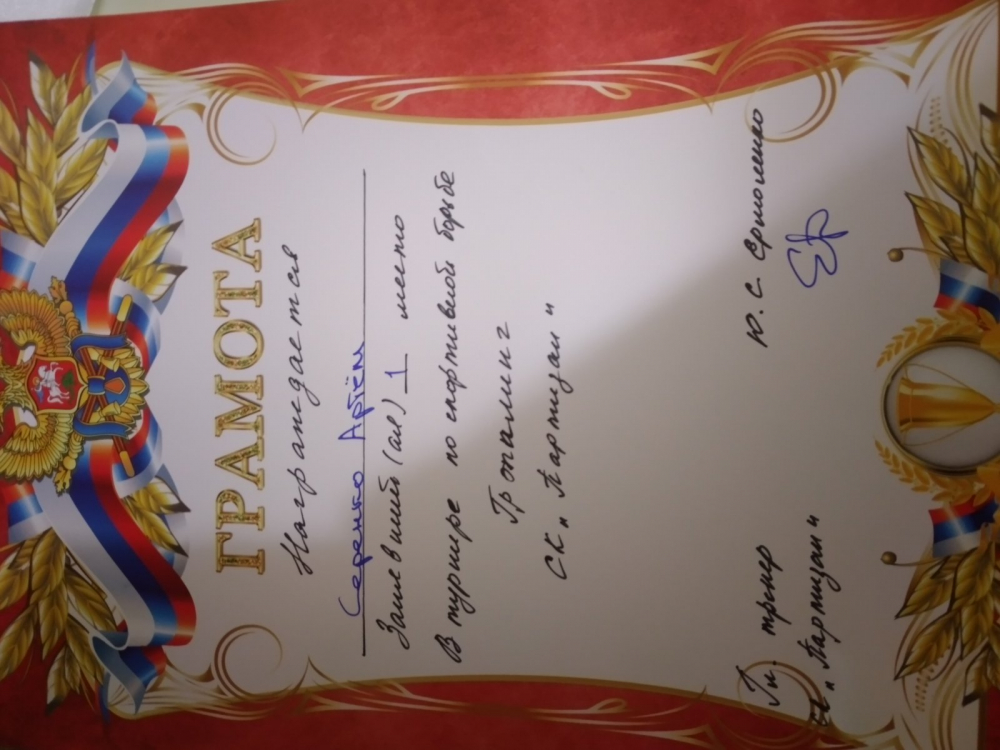 ГРАМОТА
Награждается
Серенко Артём
Занявший (ая) 1 место
В турнире по спортивной борьбе
Грэпплинг
СК "Партизан"
Гл. тренер Ю. С. Ермоленко
"Партизан"